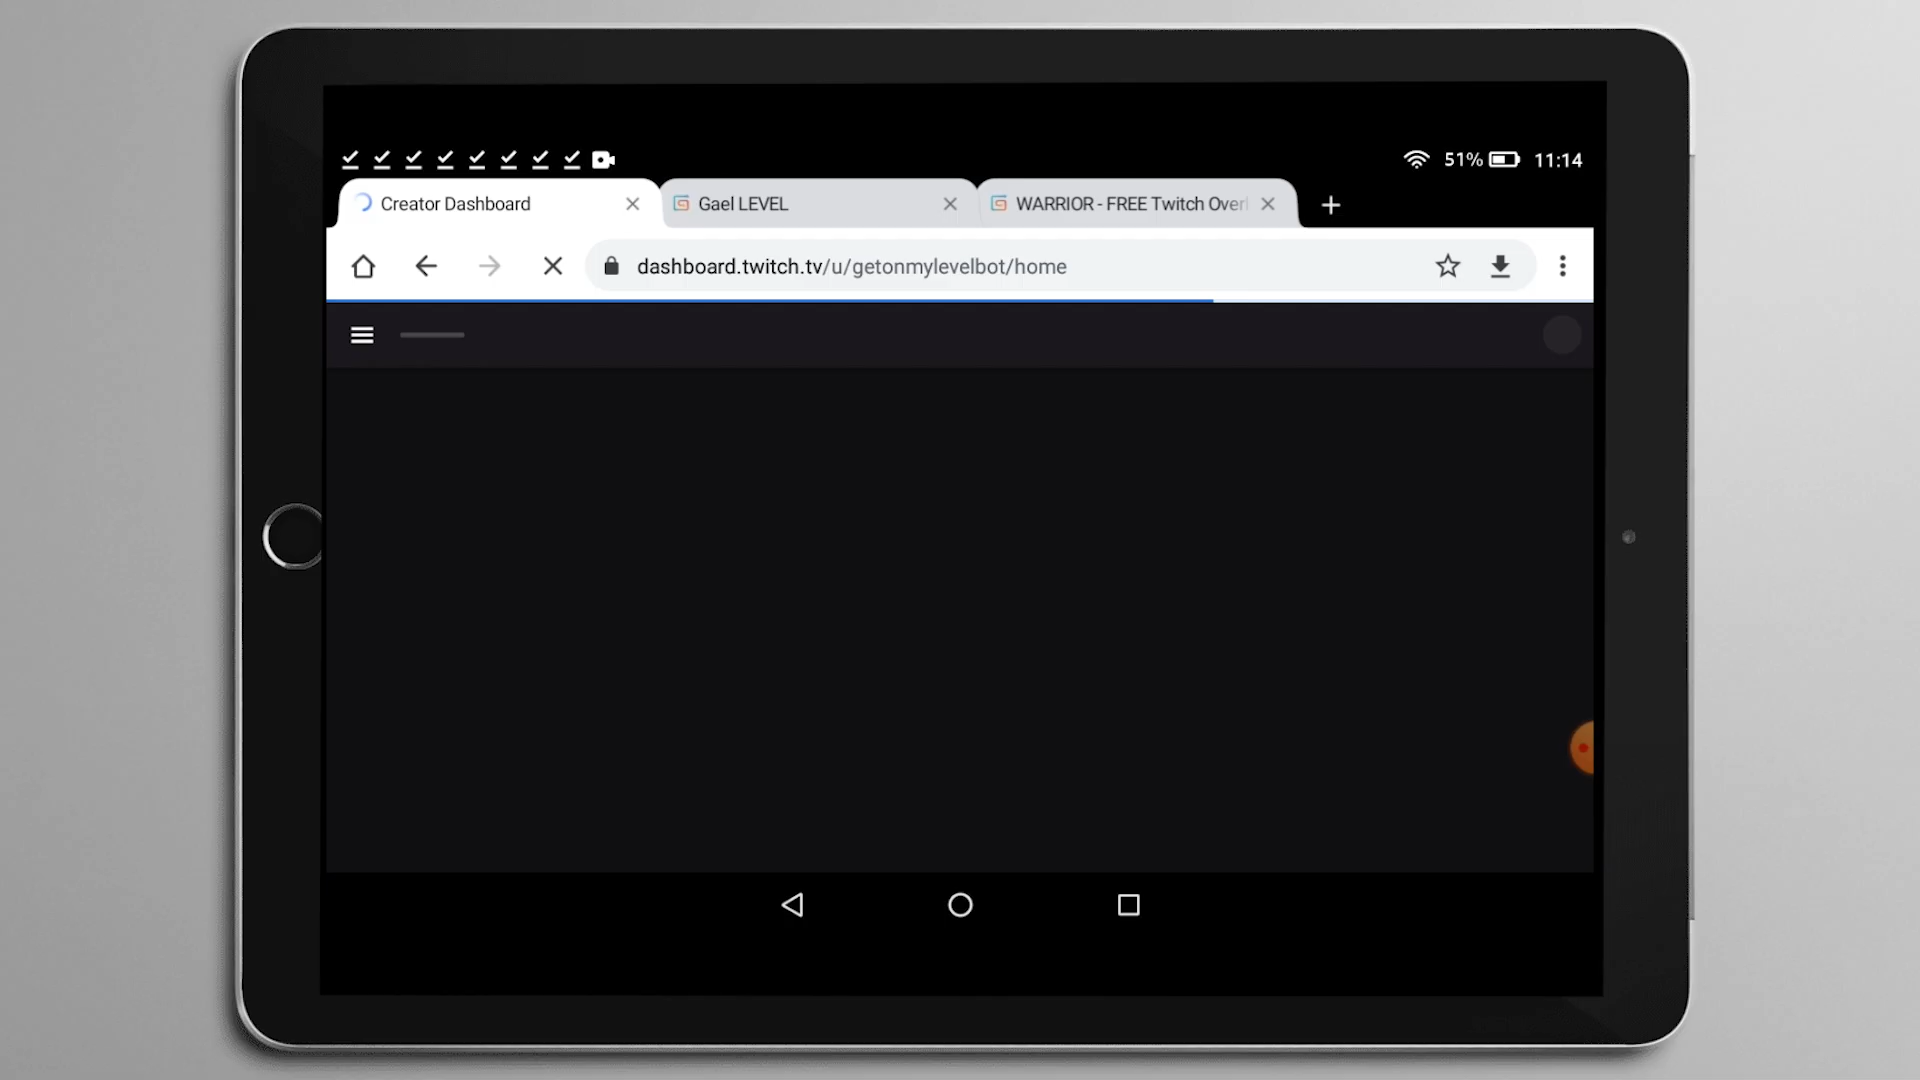 51% 11:14
Creator Dashboard
Gael LEVEL
WARRIOR - FREE Twitch Over
dashboard.twitch.tv/u/getonmylevelbot/home